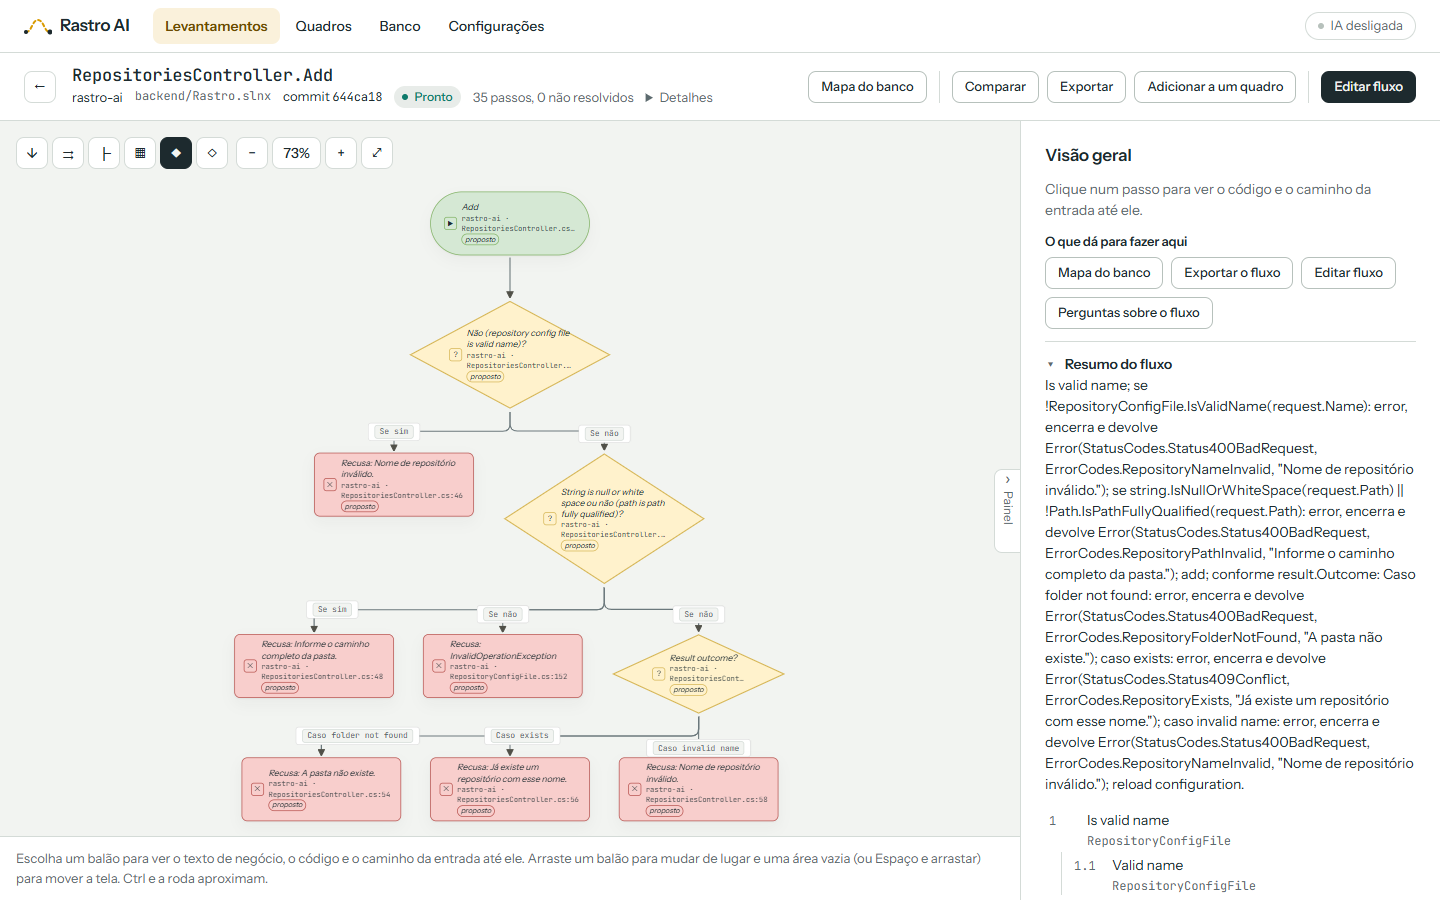 Rastro AI
Levantamentos
Quadros
Banco
Configurações
IA desligada
RepositoriesController.Add
rastro-ai backend/Rastro.slnx commit 644ca18 Pronto 35 passos, 0 não resolvidos Detalhes
Mapa do banco
Comparar
Exportar
Adicionar a um quadro
Editar fluxo
73%
Add
rastro-ai ·
RepositoriesController.cs…
proposto
Não (repository config file
is valid name)?
rastro-ai ·
RepositoriesController.…
proposto
Se sim
Se não
Recusa: Nome de repositório
inválido.
rastro-ai ·
RepositoriesController.cs:46
proposto
String is null or white
space ou não (path is path
fully qualified)?
rastro-ai ·
RepositoriesController.…
proposto
Se sim
Se não
Se não
Recusa: Informe o caminho
completo da pasta.
rastro-ai ·
RepositoriesController.cs:48
proposto
Recusa:
InvalidOperationException
rastro-ai ·
RepositoryConfigFile.cs:152
proposto
Result outcome?
rastro-ai ·
RepositoriesCont…
proposto
Caso folder not found
Caso exists
Caso invalid name
Recusa: A pasta não existe.
rastro-ai ·
RepositoriesController.cs:54
proposto
Recusa: Já existe um
repositório com esse nome.
rastro-ai ·
RepositoriesController.cs:56
proposto
Recusa: Nome de repositório
inválido.
rastro-ai ·
RepositoriesController.cs:58
proposto
Painel
Escolha um balão para ver o texto de negócio, o código e o caminho da entrada até ele. Arraste um balão para mudar de lugar e uma área vazia (ou Espaço e arrastar)
para mover a tela. Ctrl e a roda aproximam.
Visão geral
Clique num passo para ver o código e o caminho da
entrada até ele.
O que dá para fazer aqui
Mapa do banco
Exportar o fluxo
Editar fluxo
Perguntas sobre o fluxo
Resumo do fluxo
Is valid name; se
!RepositoryConfigFile.IsValidName(request.Name): error,
encerra e devolve
Error(StatusCodes.Status400BadRequest,
ErrorCodes.RepositoryNameInvalid, "Nome de repositório
inválido."); se string.IsNullOrWhiteSpace(request.Path) ||
!Path.IsPathFullyQualified(request.Path): error, encerra e
devolve Error(StatusCodes.Status400BadRequest,
ErrorCodes.RepositoryPathInvalid, "Informe o caminho
completo da pasta."); add; conforme result.Outcome: Caso
folder not found: error, encerra e devolve
Error(StatusCodes.Status400BadRequest,
ErrorCodes.RepositoryFolderNotFound, "A pasta não
existe."); caso exists: error, encerra e devolve
Error(StatusCodes.Status409Conflict,
ErrorCodes.RepositoryExists, "Já existe um repositório
com esse nome."); caso invalid name: error, encerra e
devolve Error(StatusCodes.Status400BadRequest,
ErrorCodes.RepositoryNameInvalid, "Nome de repositório
inválido."); reload configuration.
1 Is valid name
RepositoryConfigFile
1.1 Valid name
RepositoryConfigFile